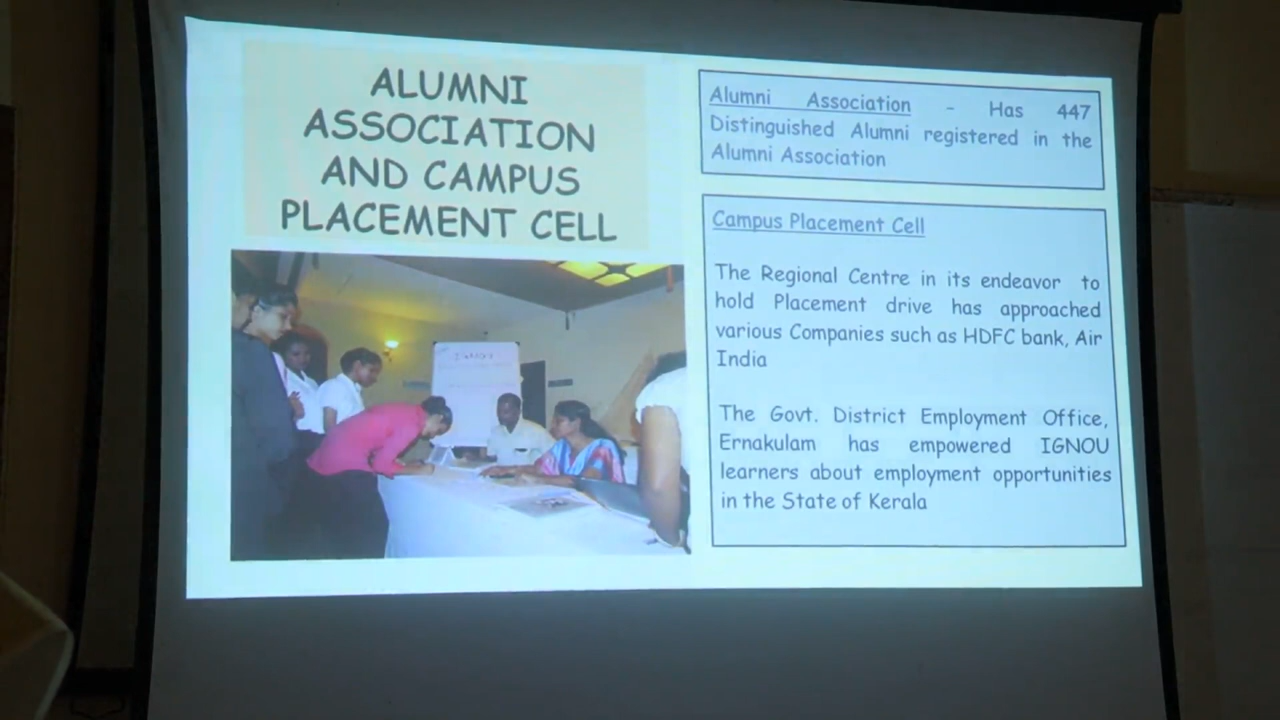 ALUMNI
ASSOCIATION
AND CAMPUS
PLACEMENT CELL
Alumni Association - Has 447
Distinguished Alumni registered in the
Alumni Association
Campus Placement Cell
The Regional Centre in its endeavor to
hold Placement drive has approached
various Companies such as HDFC bank, Air
India
The Govt. District Employment Office,
Ernakulam has empowered IGNOU
learners about employment opportunities
in the State of Kerala
IGNOU